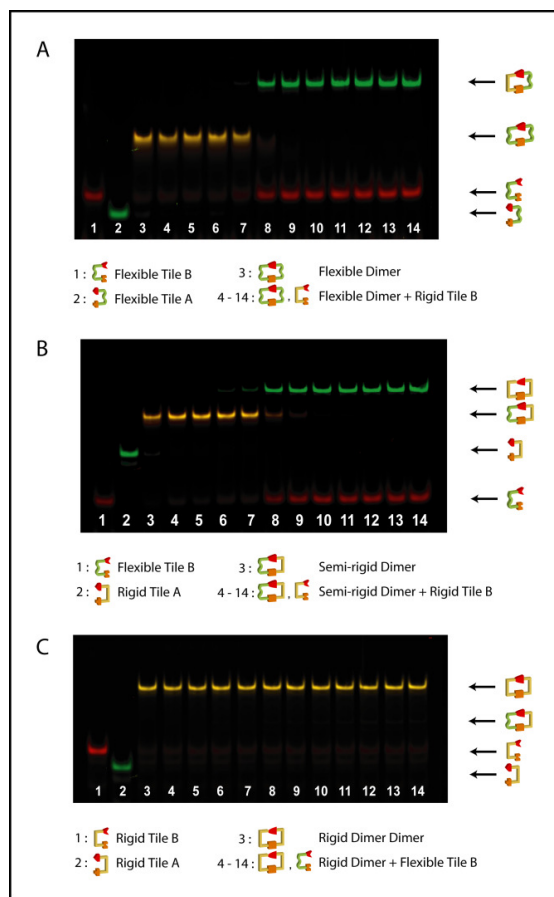 A
1 2 3 4 5 6 7 8 9 10 11 12 13 14
1 : Flexible Tile B 3 : Flexible Dimer
2 : Flexible Tile A 4 - 14 : , Flexible Dimer + Rigid Tile B
B
1 2 3 4 5 6 7 8 9 10 11 12 13 14
1 : Flexible Tile B 3 : Semi-rigid Dimer
2 : Rigid Tile A 4 - 14 : , Semi-rigid Dimer + Rigid Tile B
C
1 2 3 4 5 6 7 8 9 10 11 12 13 14
1 : Rigid Tile B 3 : Rigid Dimer Dimer
2 : Rigid Tile A 4 - 14 : , Rigid Dimer + Flexible Tile B